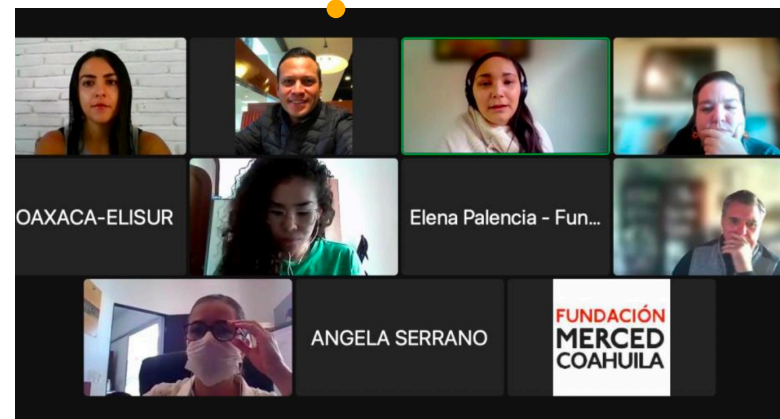 OAXACA-ELISUR
Elena Palencia - Fun...
ANGELA SERRANO
FUNDACIÓN
MERCED
COAHUILA